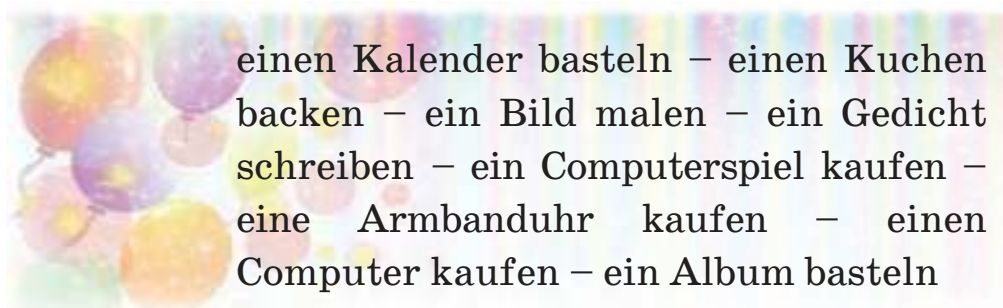 einen Kalender basteln – einen Kuchen
backen – ein Bild malen – ein Gedicht
schreiben – ein Computerspiel kaufen –
eine Armbanduhr kaufen – einen
Computer kaufen – ein Album basteln